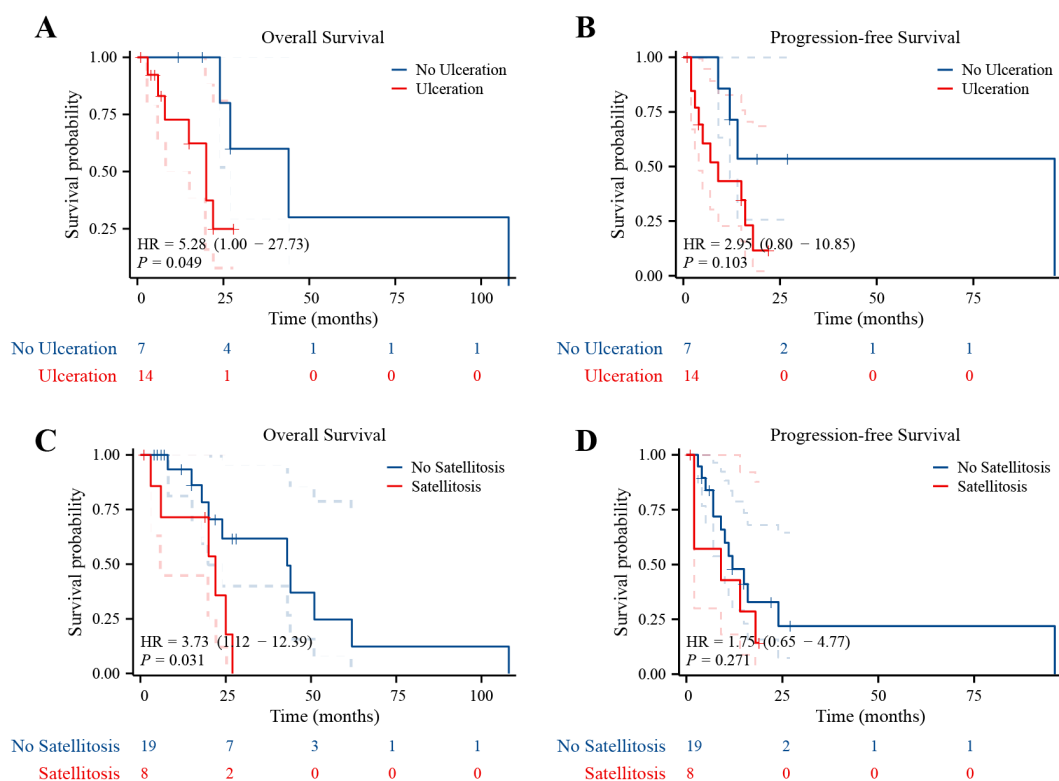 A
Overall Survival
Survival probability
1.00
0.75
0.50
0.25
No Ulceration
Ulceration
HR = 5.28 (1.00 − 27.73)
P = 0.049
0 25 50 75 100
Time (months)
No Ulceration 7 4 1 1 1
Ulceration 14 1 0 0 0
B
Progression-free Survival
Survival probability
1.00
0.75
0.50
0.25
0.00
No Ulceration
Ulceration
HR = 2.95 (0.80 − 10.85)
P = 0.103
0 25 50 75
Time (months)
No Ulceration 7 2 1 1
Ulceration 14 0 0 0
C
Overall Survival
Survival probability
1.00
0.75
0.50
0.25
0.00
No Satellitosis
Satellitosis
HR = 3.73 (1.12 − 12.39)
P = 0.031
0 25 50 75 100
Time (months)
No Satellitosis 19 7 3 1 1
Satellitosis 8 2 0 0 0
D
Progression-free Survival
Survival probability
1.00
0.75
0.50
0.25
0.00
No Satellitosis
Satellitosis
HR = 1.75 (0.65 − 4.77)
P = 0.271
0 25 50 75
Time (months)
No Satellitosis 19 2 1 1
Satellitosis 8 0 0 0